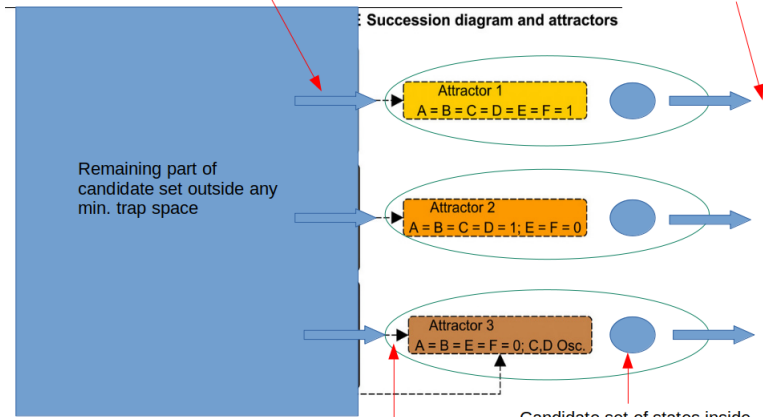 E Succession diagram and attractors
Attractor 1
A = B = C = D = E = F = 1
Remaining part of
candidate set outside any
min. trap space
Attractor 2
A = B = C = D = 1; E = F = 0
Attractor 3
A = B = E = F = 0; C,D Osc.
Candidate set of states inside